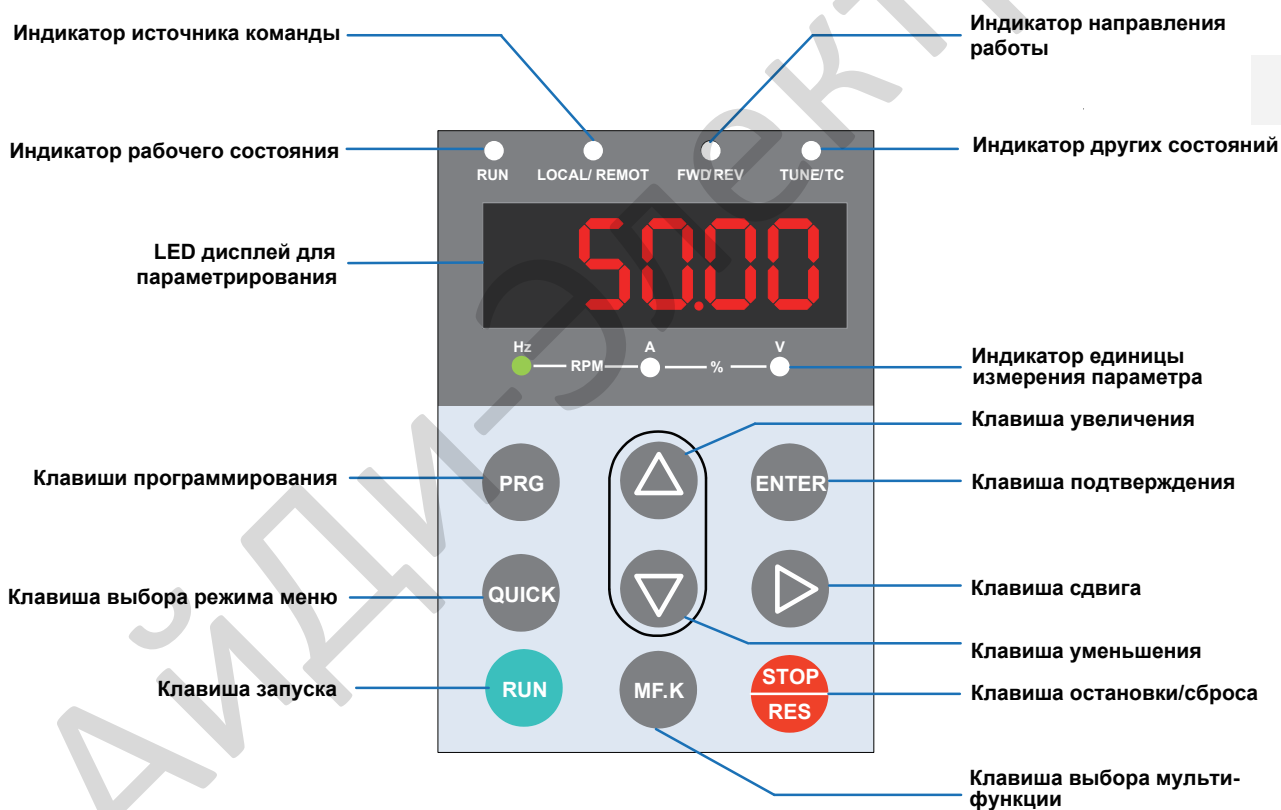 Индикатор источника команды
Индикатор направления
работы
Индикатор рабочего состояния
Индикатор других состояний
RUN
LOCAL/ REMOT
FWD/REV
TUNE/TC
LED дисплей для
параметрирования
50.00
Hz
RPM
A
%
V
Индикатор единицы
измерения параметра
Клавиша увеличения
Клавиши программирования
PRG
ENTER
Клавиша подтверждения
Клавиша выбора режима меню
QUICK
Клавиша сдвига
Клавиша уменьшения
Клавиша запуска
RUN
MF.K
STOP
RES
Клавиша остановки/сброса
Клавиша выбора мульти-
функции